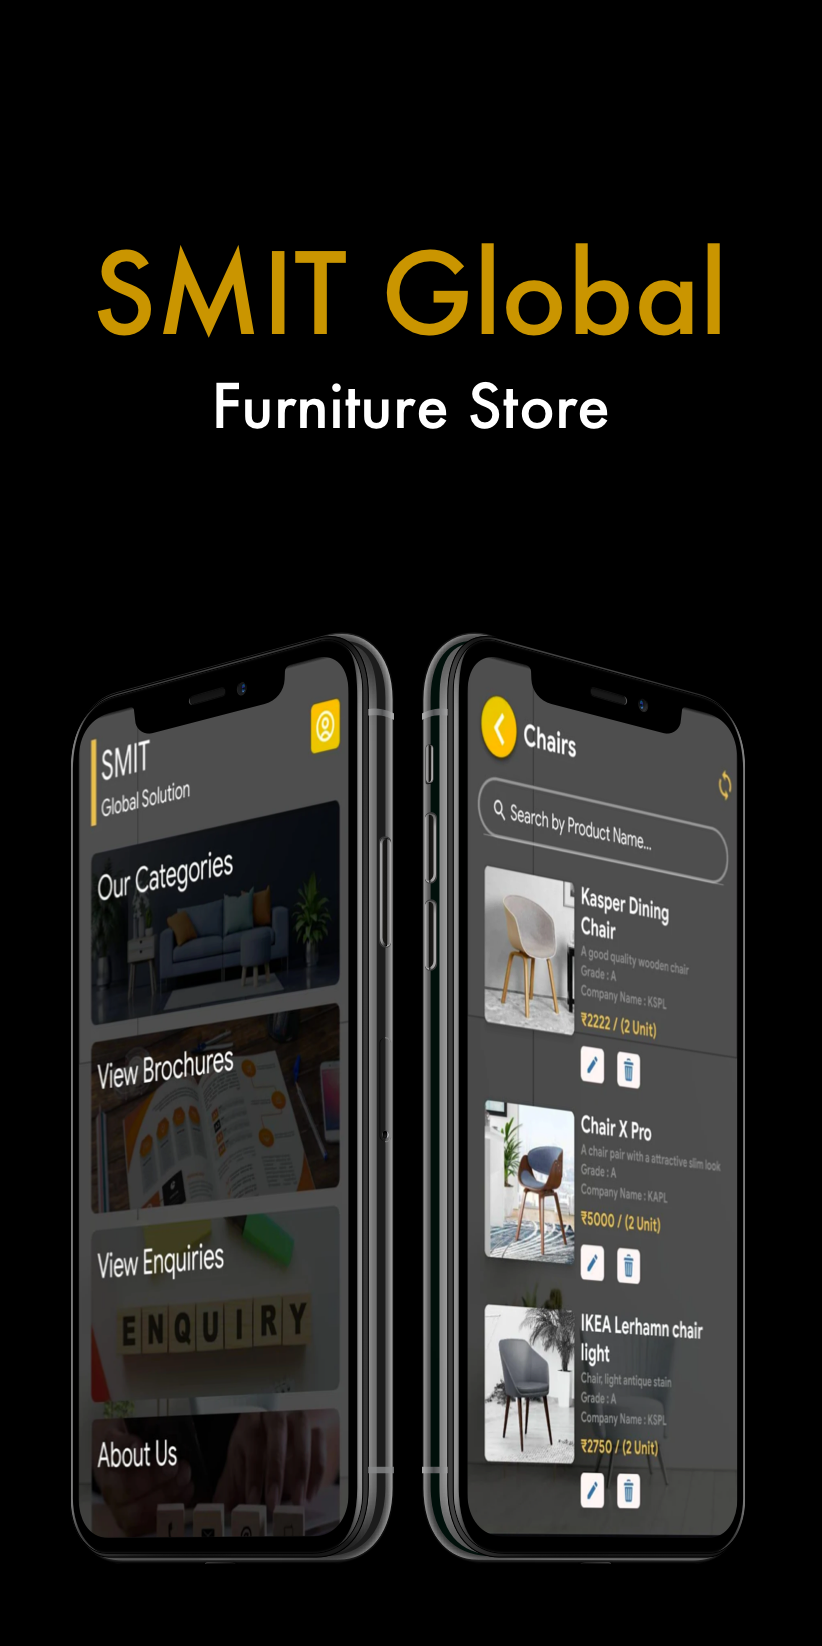 SMIT Global
Furniture Store
SMIT
Global Solution
Our Categories
View Brochures
View Enquiries
ENQUIRY
About Us
Chairs
Search by Product Name...
Kasper Dining
Chair
A good quality wooden chair
Grade : A
Company Name : KSPL
₹2222 / (2 Unit)
Chair X Pro
A chair pair with a attractive slim look
Grade : A
Company Name : KAPL
₹5000 / (2 Unit)
IKEA Lerhamn chair
light
Chair, light antique stain
Grade : A
Company Name : KSPL
₹2750 / (2 Unit)